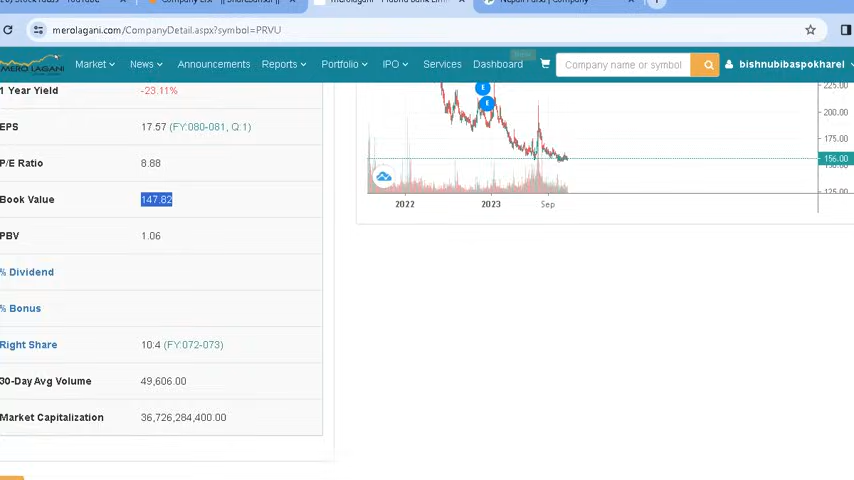 merolagani.com/CompanyDetail.aspx?symbol=PRVU
MERO LAGANI
Market News Announcements Reports Portfolio IPO Services Dashboard
Company name or symbol
bishnubibaspokharel
1 Year Yield -23.11%
EPS 17.57 (FY:080-081, Q:1)
P/E Ratio 8.88
Book Value 147.82
PBV 1.06
% Dividend
% Bonus
Right Share 10:4 (FY:072-073)
30-Day Avg Volume 49,606.00
Market Capitalization 36,726,284,400.00
E
E
225.00
200.00
175.00
156.00
125.00
2022 2023 Sep